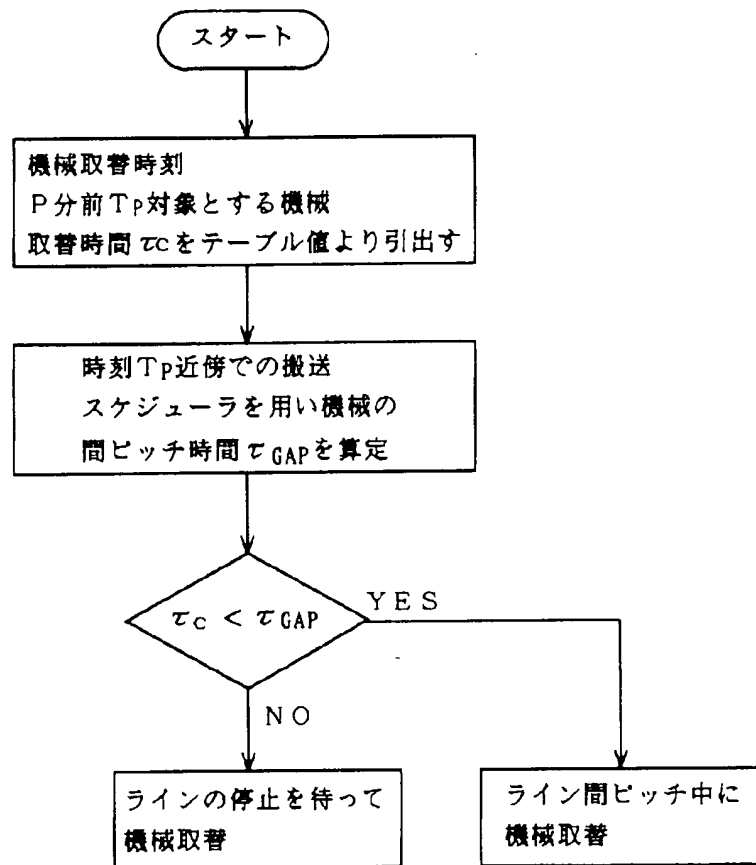 スタート
機械取替時刻
P分前TP対象とする機械
取替時間τCをテーブル値より引出す
時刻TP近傍での搬送
スケジューラを用い機械の
間ピッチ時間τGAPを算定
τC < τGAP
YES
NO
ラインの停止を待って
機械取替
ライン間ピッチ中に
機械取替